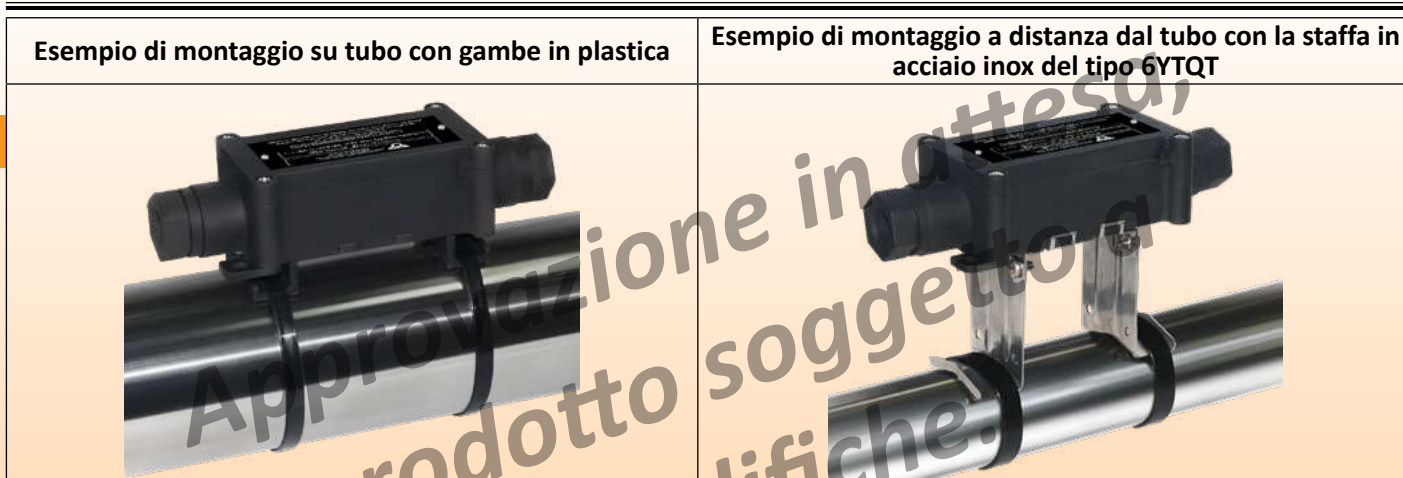 Esempio di montaggio su tubo con gambe in plastica
Esempio di montaggio a distanza dal tubo con la staffa in
acciaio inox del tipo 6YTQT
Approvazione in attesa,
prodotto soggetto a